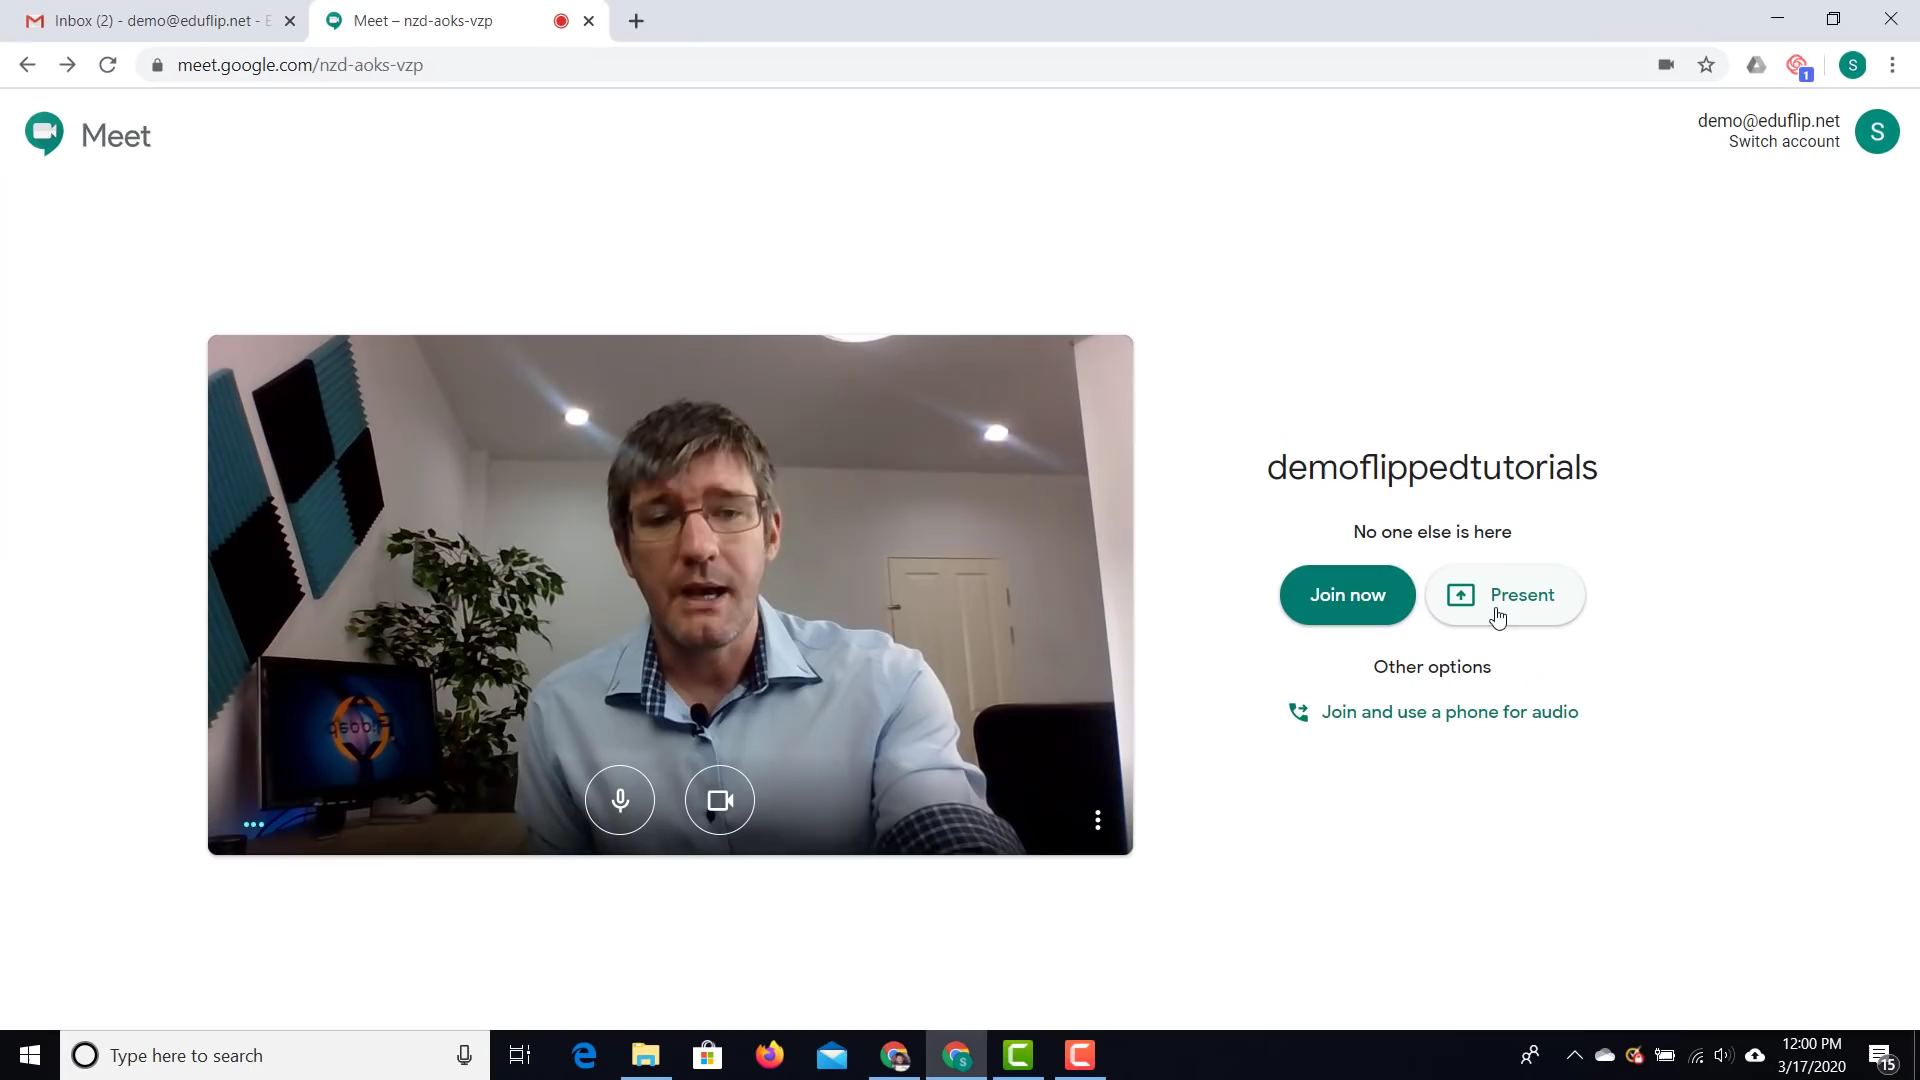 Inbox (2) - demo@eduflip.net - E
Meet – nzd-aoks-vzp
meet.google.com/nzd-aoks-vzp
1
S
Meet
demo@eduflip.net
Switch account
S
demoflippedtutorials
No one else is here
Join now
Present
Other options
Join and use a phone for audio
Type here to search
S
12:00 PM
3/17/2020
15